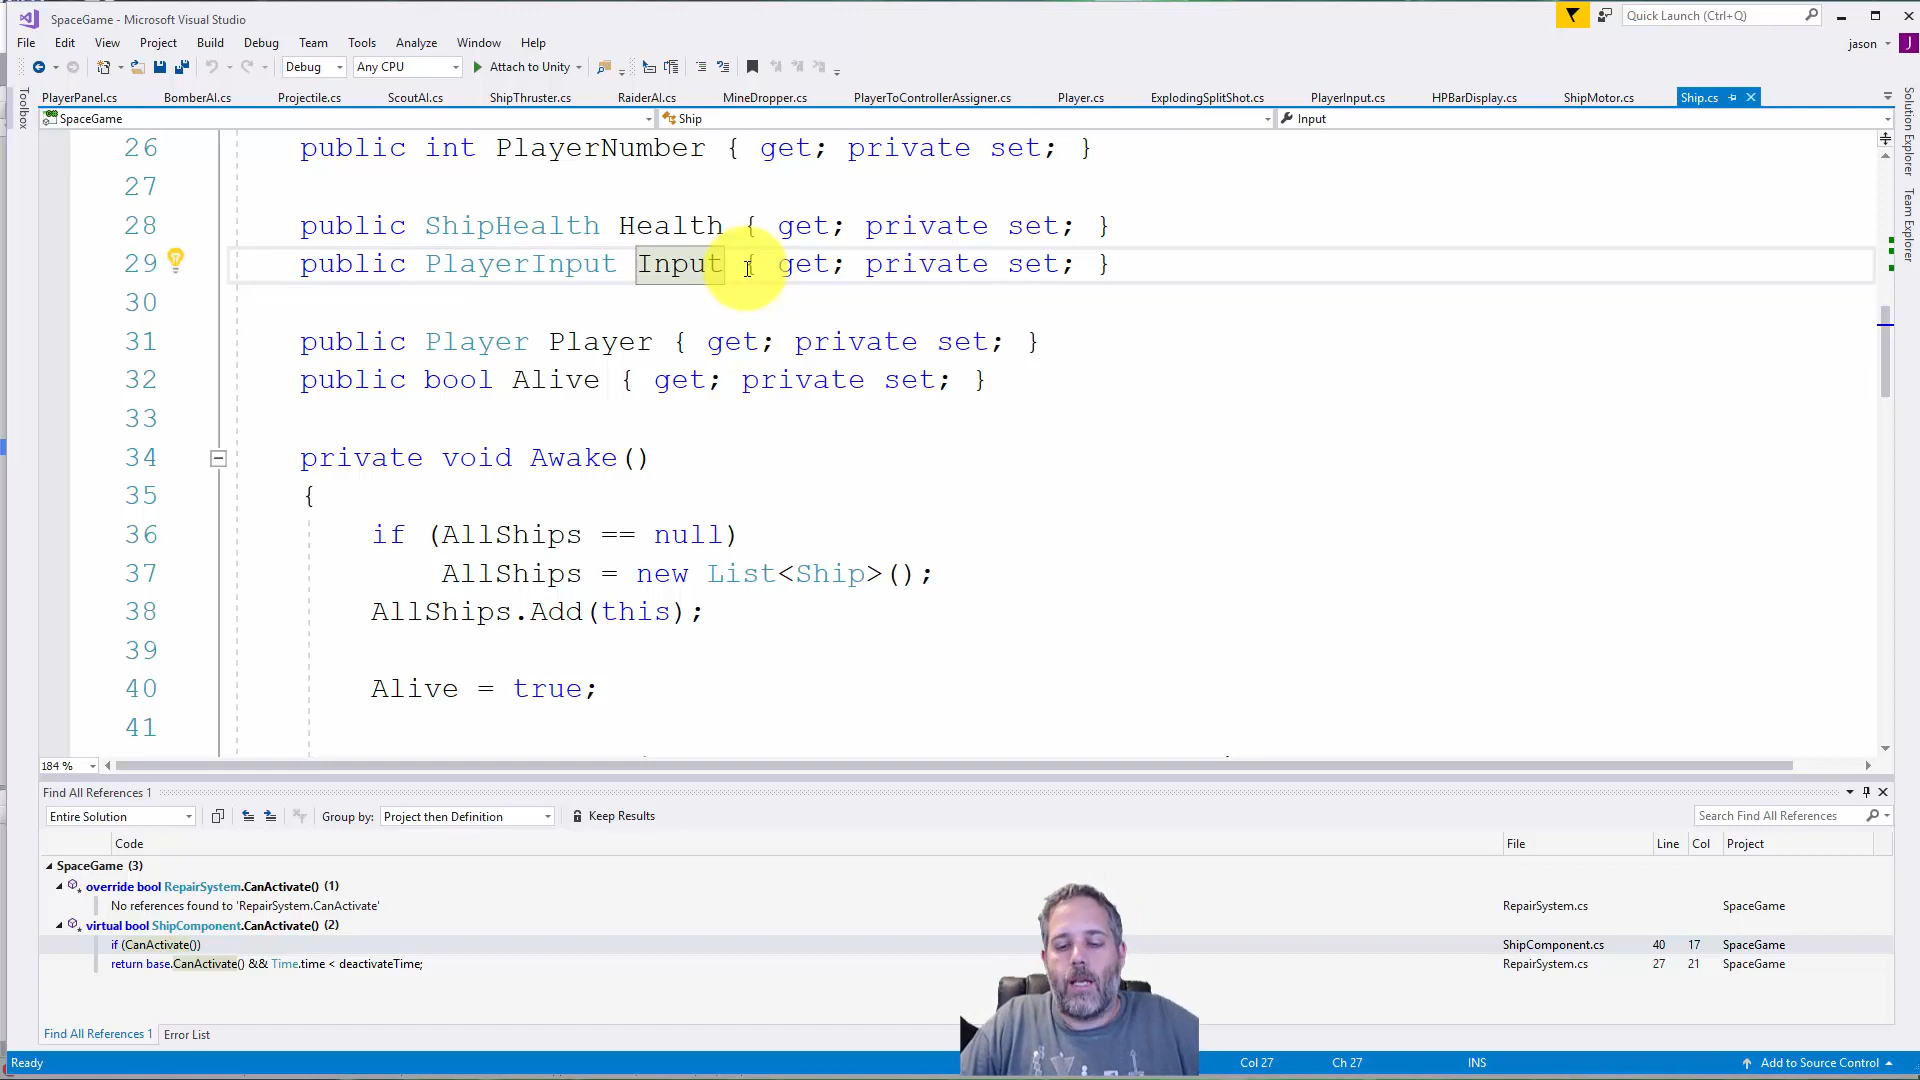 SpaceGame - Microsoft Visual Studio
Quick Launch (Ctrl+Q)
File Edit View Project Build Debug Team Tools Analyze Window Help
jason J
Debug Any CPU Attach to Unity
Toolbox
PlayerPanel.cs BomberAI.cs Projectile.cs ScoutAI.cs ShipThruster.cs RaiderAI.cs MineDropper.cs PlayerToControllerAssigner.cs Player.cs ExplodingSplitShot.cs PlayerInput.cs HPBarDisplay.cs ShipMotor.cs Ship.cs
SpaceGame Ship Input
Solution Explorer
Team Explorer
26 public int PlayerNumber { get; private set; }
27
28 public ShipHealth Health { get; private set; }
29 public PlayerInput Input { get; private set; }
30
31 public Player Player { get; private set; }
32 public bool Alive { get; private set; }
33
34 private void Awake()
35 {
36 if (AllShips == null)
37 AllShips = new List<Ship>();
38 AllShips.Add(this);
39
40 Alive = true;
41
184 %
Find All References 1
Entire Solution Group by: Project then Definition Keep Results Search Find All References
Code File Line Col Project
SpaceGame (3)
override bool RepairSystem.CanActivate() (1)
No references found to 'RepairSystem.CanActivate' RepairSystem.cs SpaceGame
virtual bool ShipComponent.CanActivate() (2)
if (CanActivate()) ShipComponent.cs 40 17 SpaceGame
return base.CanActivate() && Time.time < deactivateTime; RepairSystem.cs 27 21 SpaceGame
Find All References 1 Error List
Ready Col 27 Ch 27 INS Add to Source Control